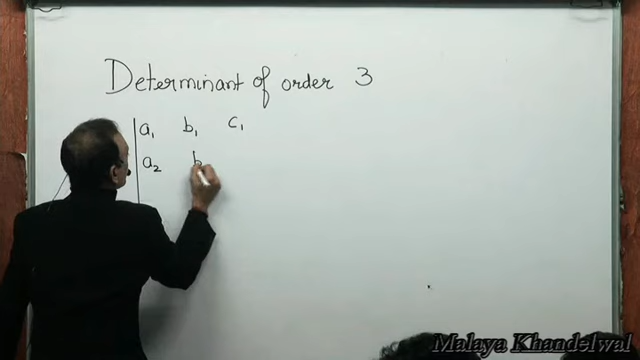 Determinant of order 3
a₁ b₁ c₁
a₂ b
Malaya Khandelwal